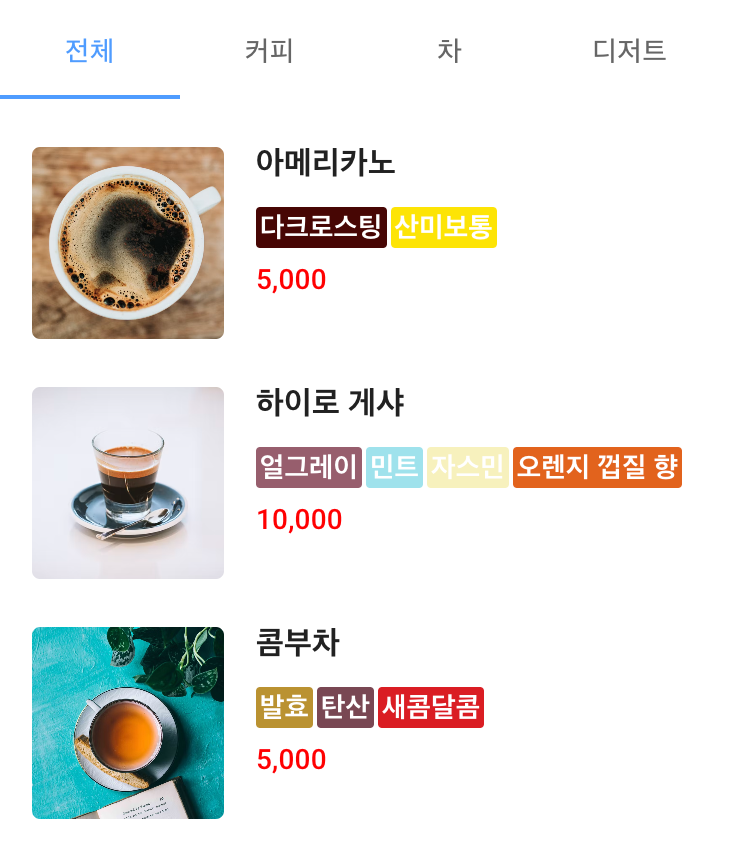 전체 커피 차 디저트
아메리카노
다크로스팅 산미보통
5,000
하이로 게샤
얼그레이 민트 자스민 오렌지 껍질 향
10,000
콤부차
발효 탄산 새콤달콤
5,000